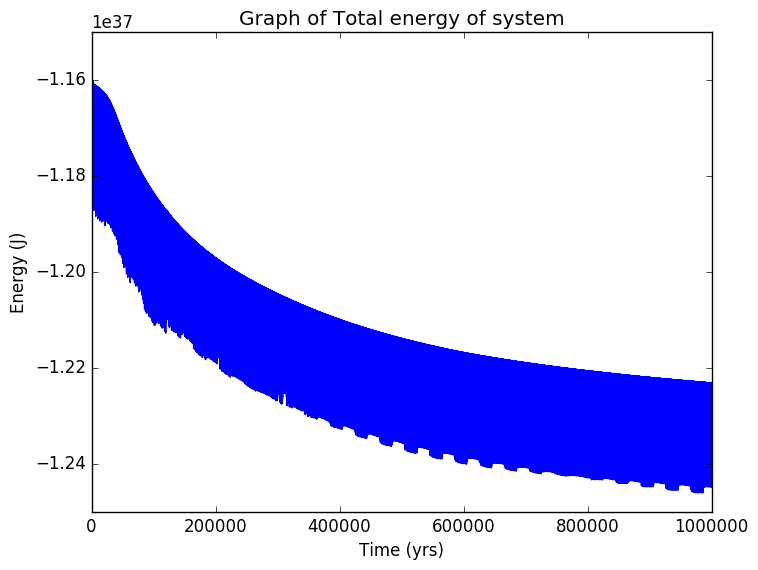 Graph of Total energy of system
1e37
−1.16
−1.18
−1.20
−1.22
−1.24
Energy (J)
0 200000 400000 600000 800000 1000000
Time (yrs)